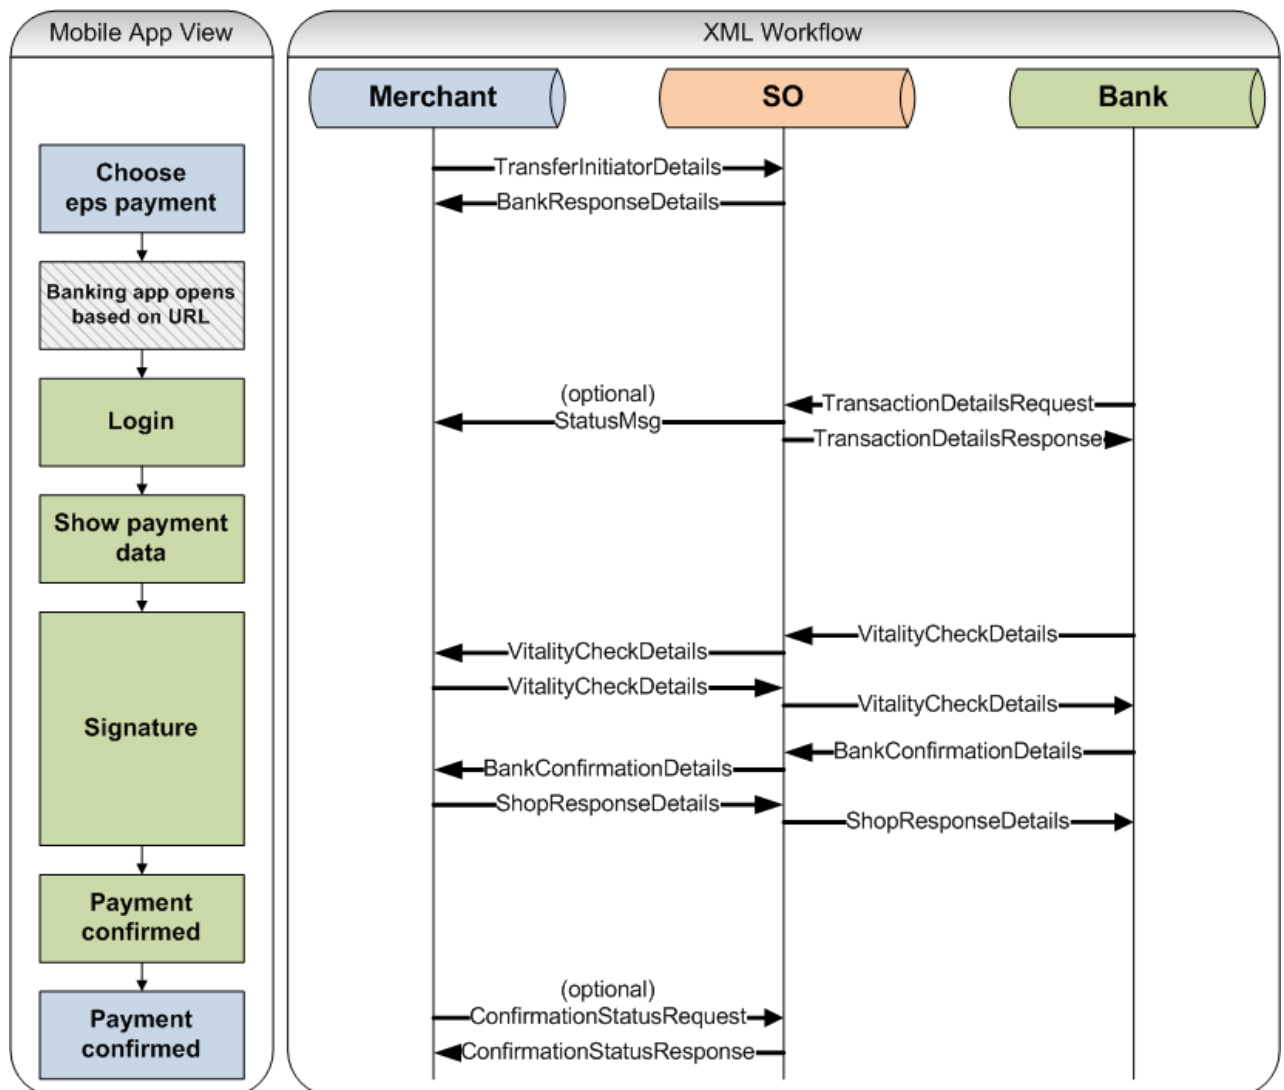 Mobile App View
Choose
eps payment
Banking app opens
based on URL
Login
Show payment
data
Signature
Payment
confirmed
Payment
confirmed
XML Workflow
Merchant
SO
Bank
TransferInitiatorDetails
BankResponseDetails
TransactionDetailsRequest
(optional)
StatusMsg
TransactionDetailsResponse
VitalityCheckDetails
VitalityCheckDetails
VitalityCheckDetails
VitalityCheckDetails
BankConfirmationDetails
BankConfirmationDetails
ShopResponseDetails
ShopResponseDetails
(optional)
ConfirmationStatusRequest
ConfirmationStatusResponse